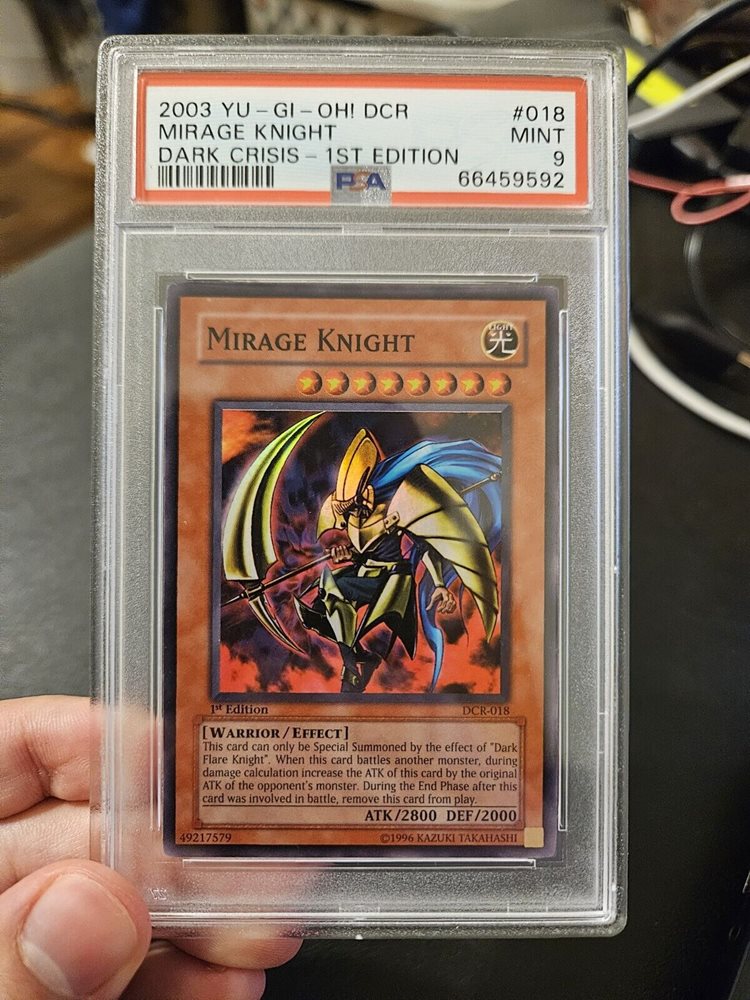 2003 YU-GI-OH! DCR #018
MIRAGE KNIGHT MINT
DARK CRISIS - 1ST EDITION 9
PSA 66459592
MIRAGE KNIGHT
LIGHT
光
1st Edition DCR-018
[WARRIOR/EFFECT]
This card can only be Special Summoned by the effect of "Dark
Flare Knight". When this card battles another monster, during
damage calculation increase the ATK of this card by the original
ATK of the opponent's monster. During the End Phase after this
card was involved in battle, remove this card from play.
ATK/2800 DEF/2000
49217579 ©1996 KAZUKI TAKAHASHI